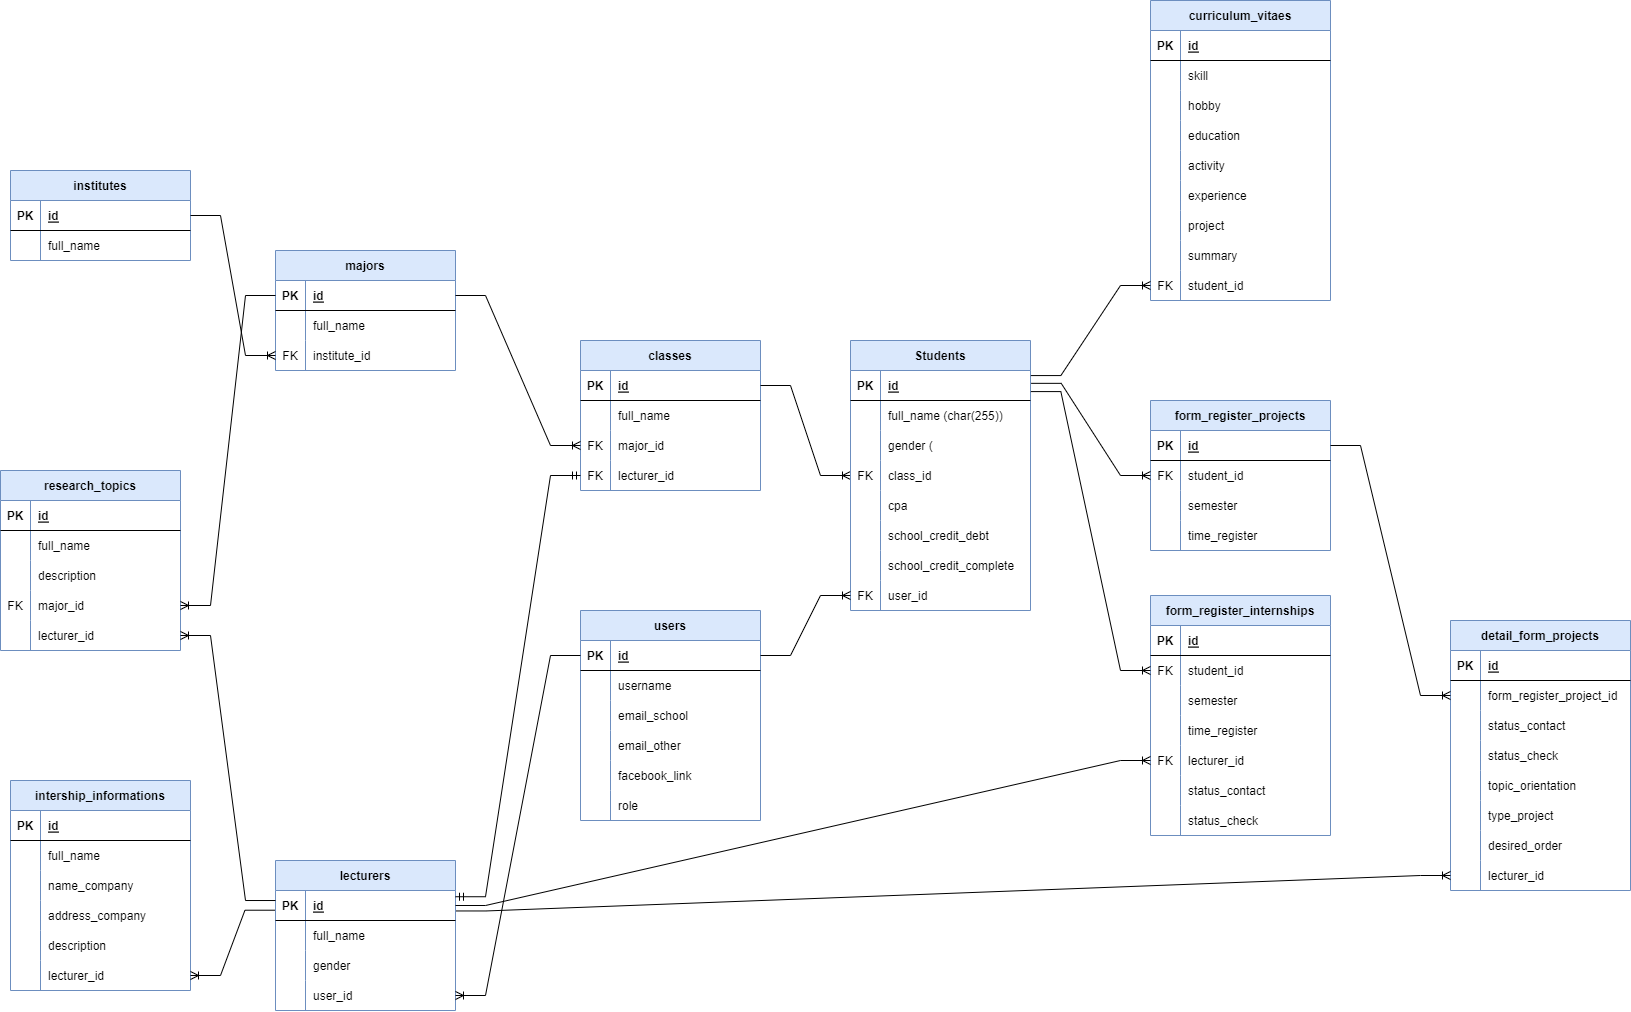 curriculum_vitaes
PK id
skill
hobby
education
activity
experience
project
summary
FK student_id
institutes
PK id
full_name
majors
PK id
full_name
FK institute_id
classes
PK id
full_name
FK major_id
FK lecturer_id
Students
PK id
full_name (char(255))
gender (
FK class_id
cpa
school_credit_debt
school_credit_complete
FK user_id
form_register_projects
PK id
FK student_id
semester
time_register
research_topics
PK id
full_name
description
FK major_id
lecturer_id
users
PK id
username
email_school
email_other
facebook_link
role
form_register_internships
PK id
FK student_id
semester
time_register
FK lecturer_id
status_contact
status_check
detail_form_projects
PK id
form_register_project_id
status_contact
status_check
topic_orientation
type_project
desired_order
lecturer_id
intership_informations
PK id
full_name
name_company
address_company
description
lecturer_id
lecturers
PK id
full_name
gender
user_id